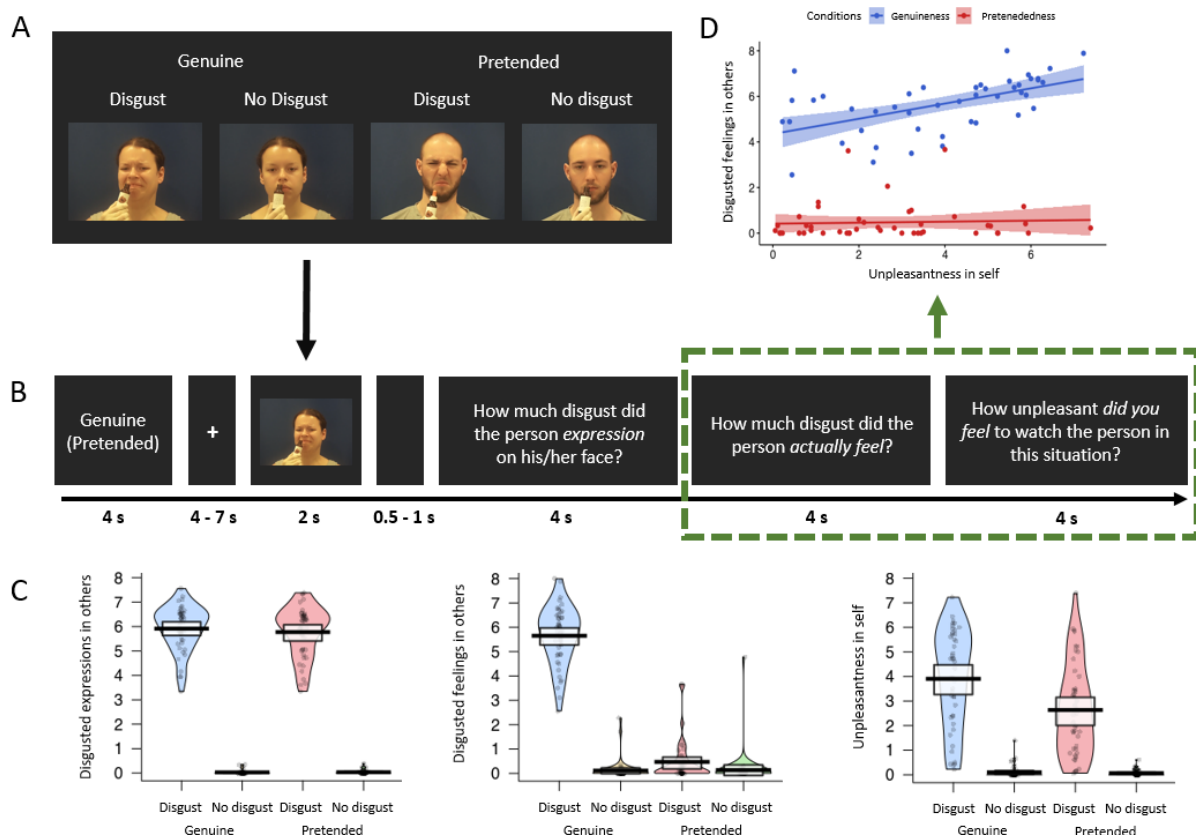 A
Genuine
Pretended
Disgust
No Disgust
Disgust
No disgust
D
Conditions
Genuineness
Pretenededness
Disgusted feelings in others
8
6
4
2
0
0
2
4
6
Unpleasantness in self
B
Genuine
(Pretended)
+
How much disgust did
the person expression
on his/her face?
How much disgust did the
person actually feel?
How unpleasant did you
feel to watch the person in
this situation?
4 s
4 - 7 s
2 s
0.5 - 1 s
4 s
4 s
4 s
C
Disgusted expressions in others
8
7
6
5
4
3
2
1
0
Disgust
No disgust
Disgust
No disgust
Genuine
Pretended
Disgusted feelings in others
8
7
6
5
4
3
2
1
0
Disgust
No disgust
Disgust
No disgust
Genuine
Pretended
Unpleasantness in self
8
7
6
5
4
3
2
1
0
Disgust
No disgust
Disgust
No disgust
Genuine
Pretended